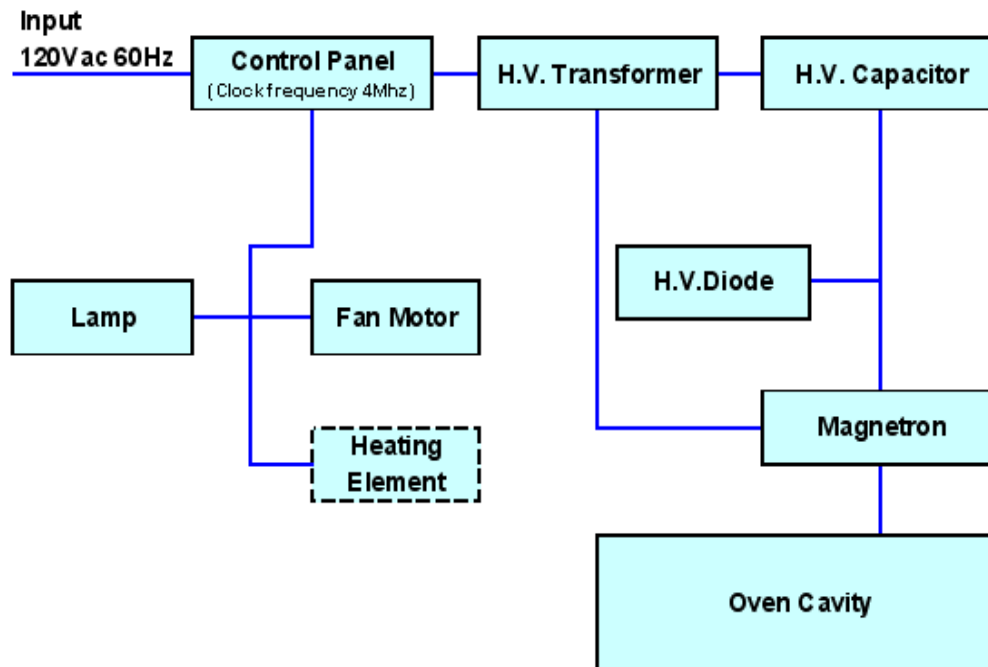 Input
120Vac 60Hz
Control Panel
(Clock frequency 4Mhz)
H.V. Transformer
H.V. Capacitor
H.V.Diode
Lamp
Fan Motor
Magnetron
Heating
Element
Oven Cavity